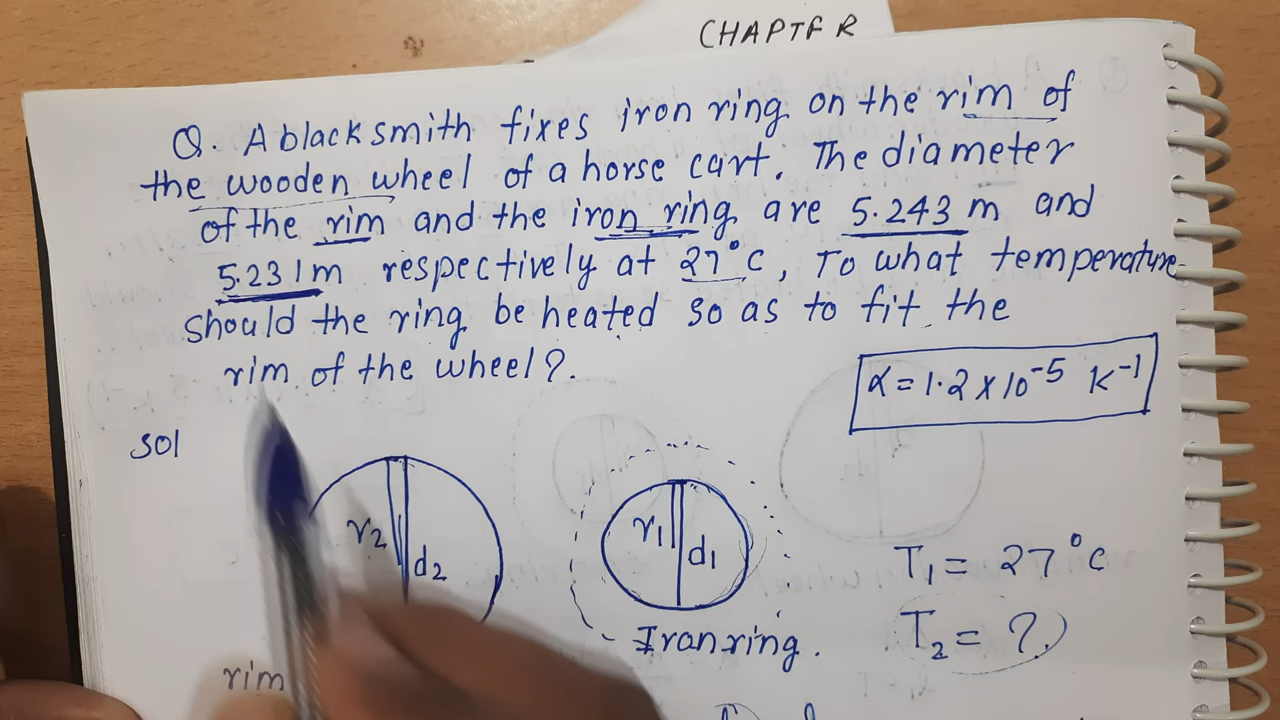 CHAPTER
Q. A blacksmith fixes iron ring on the rim of
the wooden wheel of a horse cart. The diameter
of the rim and the iron ring are 5.243 m and
5.231m respectively at 27°C, To what temperature
should the ring be heated so as to fit the
rim of the wheel?.
α = 1.2 × 10⁻⁵ K⁻¹
sol
r₂
d₂
r₁
d₁
T₁ = 27°C
T₂ = ?
Iran ring.
rim